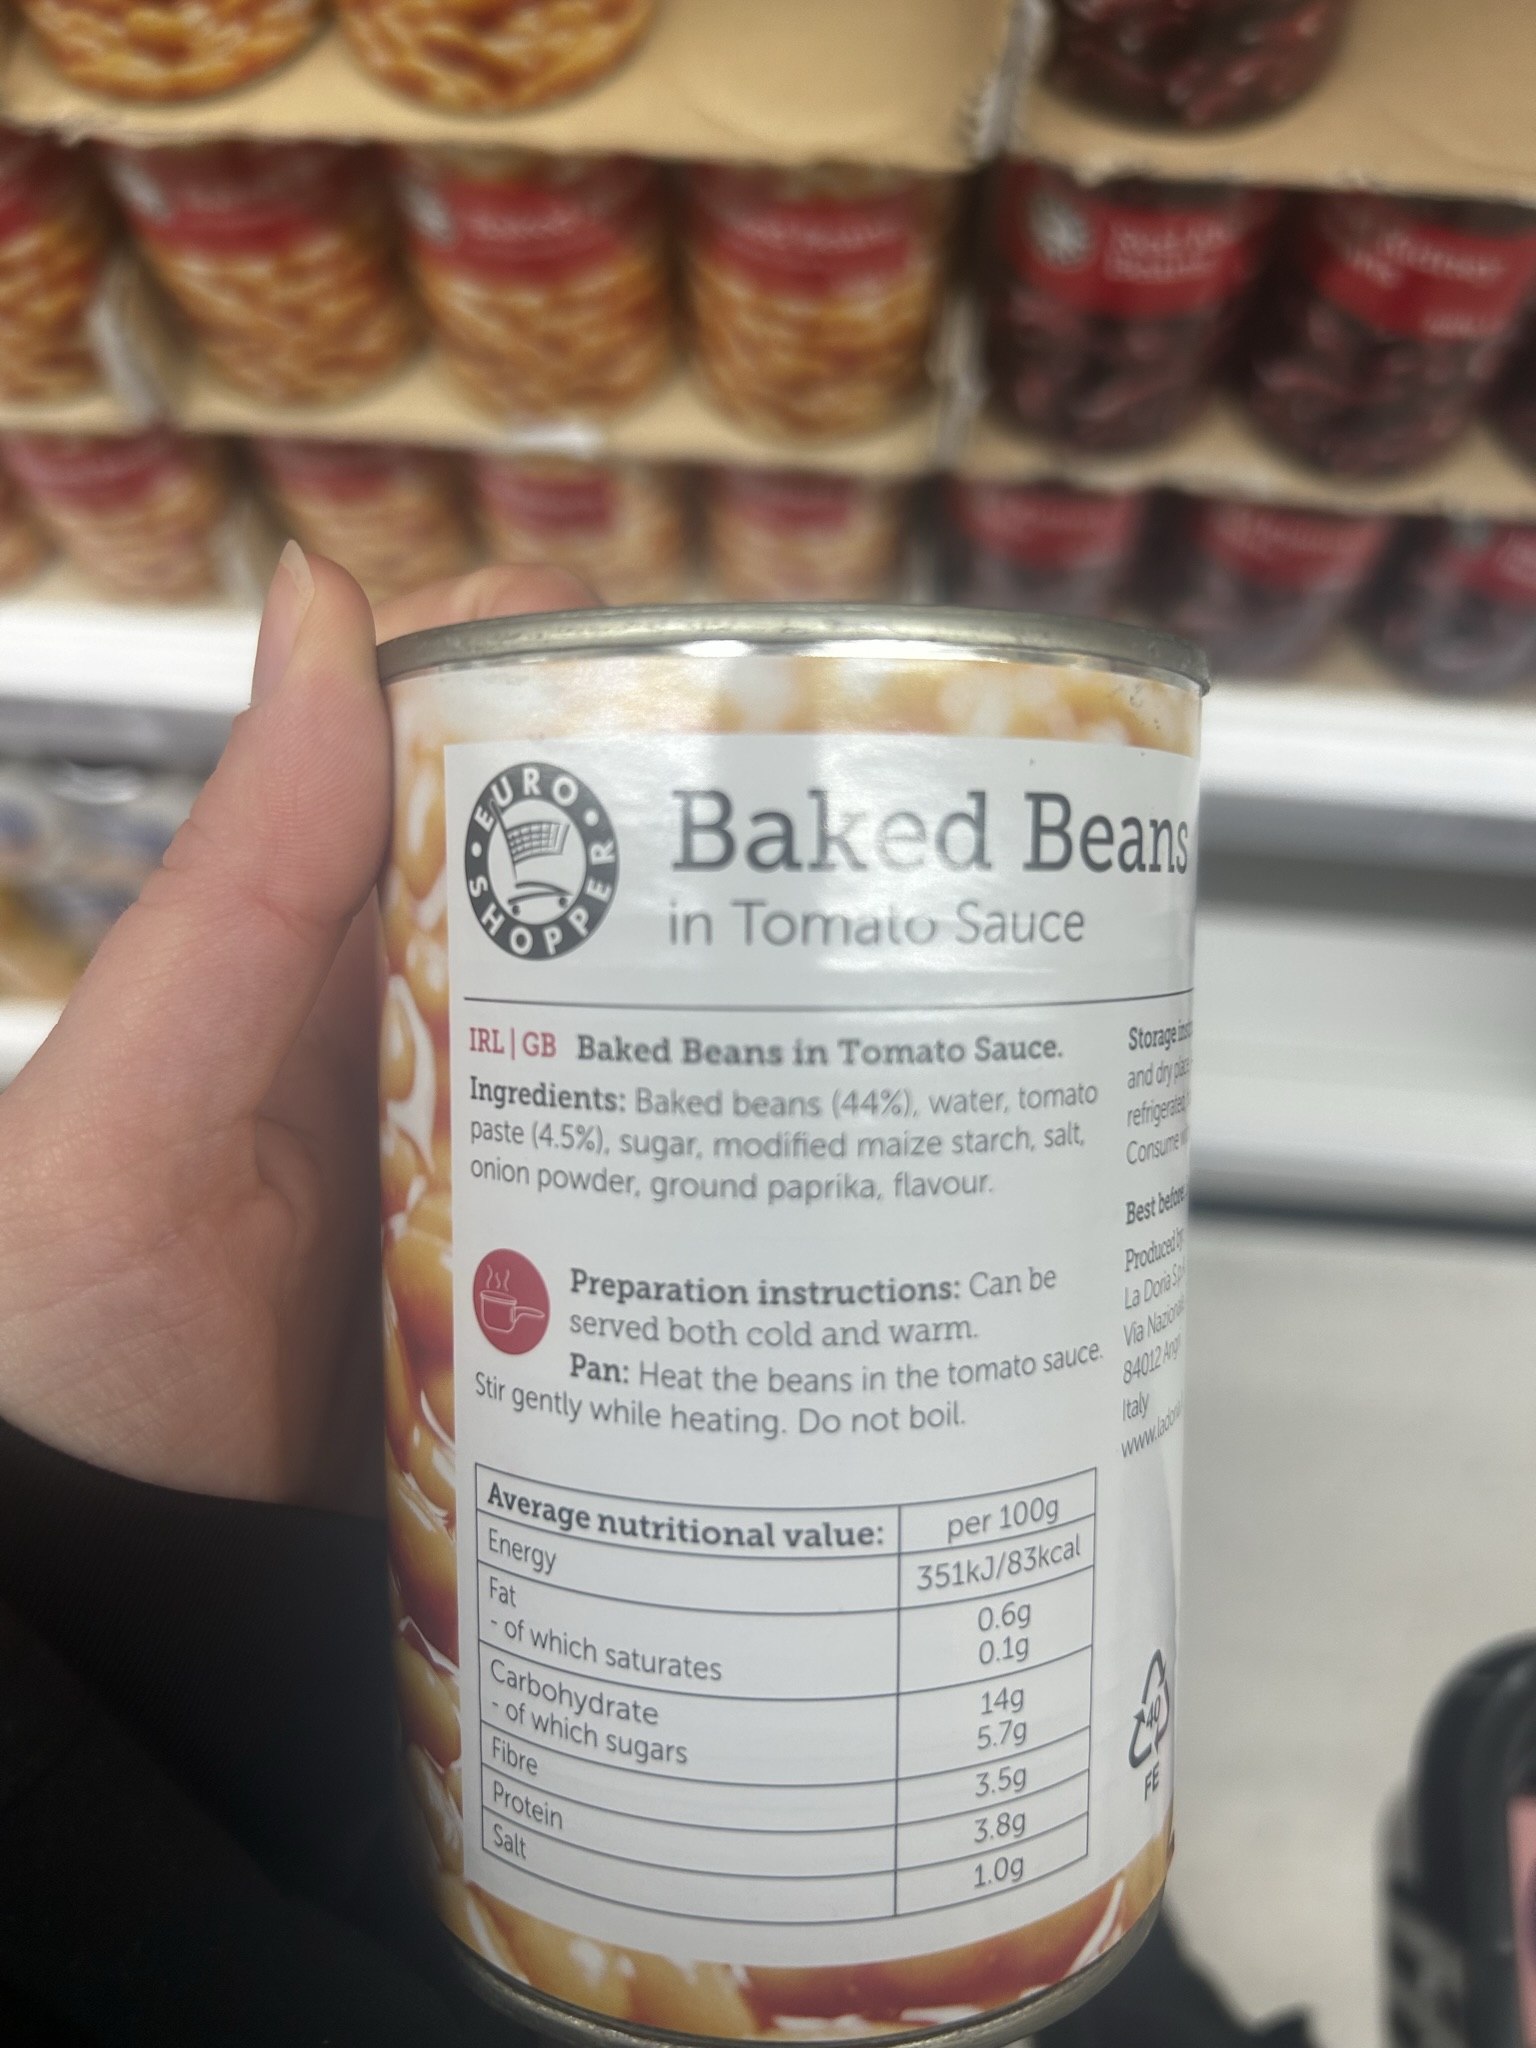 EURO SHOPPER
Baked Beans
in Tomato Sauce
IRL | GB Baked Beans in Tomato Sauce.
Ingredients: Baked beans (44%), water, tomato
paste (4.5%), sugar, modified maize starch, salt,
onion powder, ground paprika, flavour.
Preparation instructions: Can be
served both cold and warm.
Pan: Heat the beans in the tomato sauce.
Stir gently while heating. Do not boil.
Average nutritional value: per 100g
Energy 351kJ/83kcal
Fat 0.6g
- of which saturates 0.1g
Carbohydrate 14g
- of which sugars 5.7g
Fibre 3.5g
Protein 3.8g
Salt 1.0g
Storage
and dry
refrigerated
Consume
Best before
Produced by
La Doria
Via
84012
Italy
40
FE